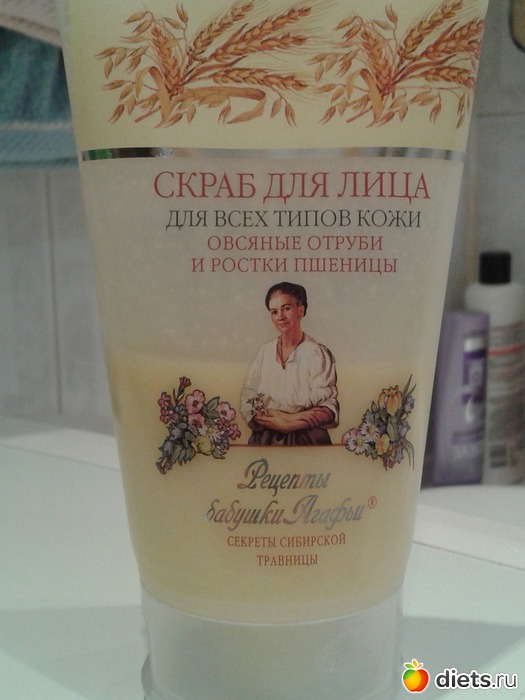 СКРАБ ДЛЯ ЛИЦА
ДЛЯ ВСЕХ ТИПОВ КОЖИ
ОВСЯНЫЕ ОТРУБИ
И РОСТКИ ПШЕНИЦЫ
Рецепты
бабушки Агафьи®
СЕКРЕТЫ СИБИРСКОЙ
ТРАВНИЦЫ
diets.ru